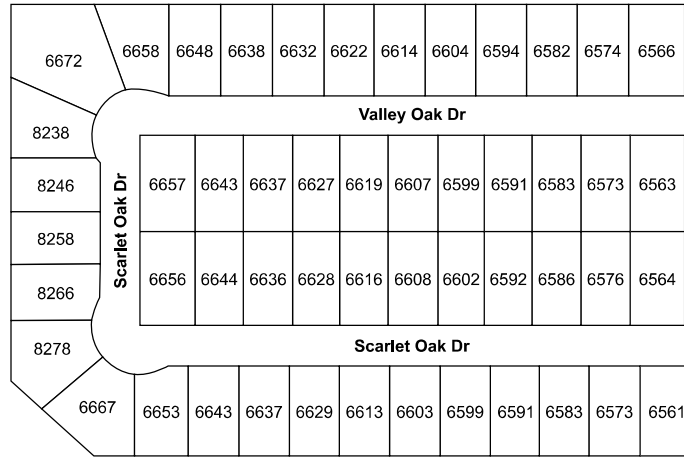 6672 6658 6648 6638 6632 6622 6614 6604 6594 6582 6574 6566
Valley Oak Dr
8238
8246
8258
8266
8278
Scarlet Oak Dr
6657 6643 6637 6627 6619 6607 6599 6591 6583 6573 6563
6656 6644 6636 6628 6616 6608 6602 6592 6586 6576 6564
Scarlet Oak Dr
6667 6653 6643 6637 6629 6613 6603 6599 6591 6583 6573 6561